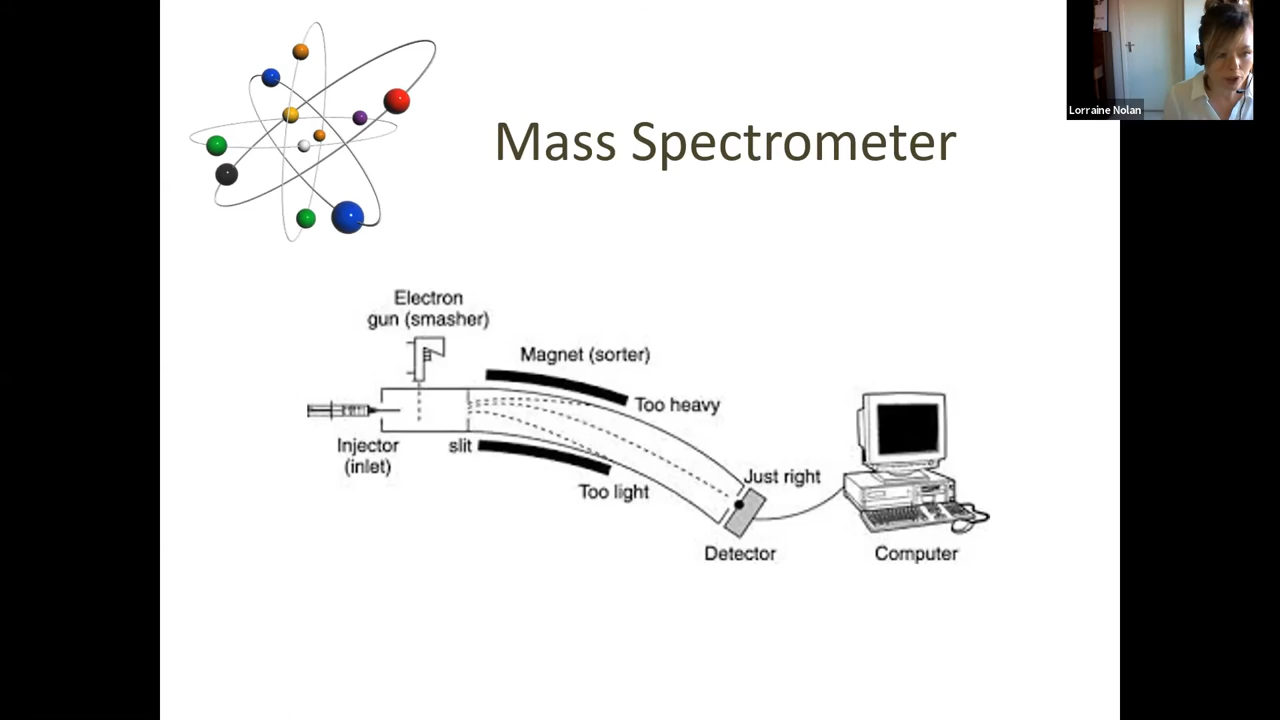 Lorraine Nolan
Mass Spectrometer
Electron
gun (smasher)
Magnet (sorter)
Too heavy
Injector
(inlet)
slit
Too light
Just right
Detector
Computer